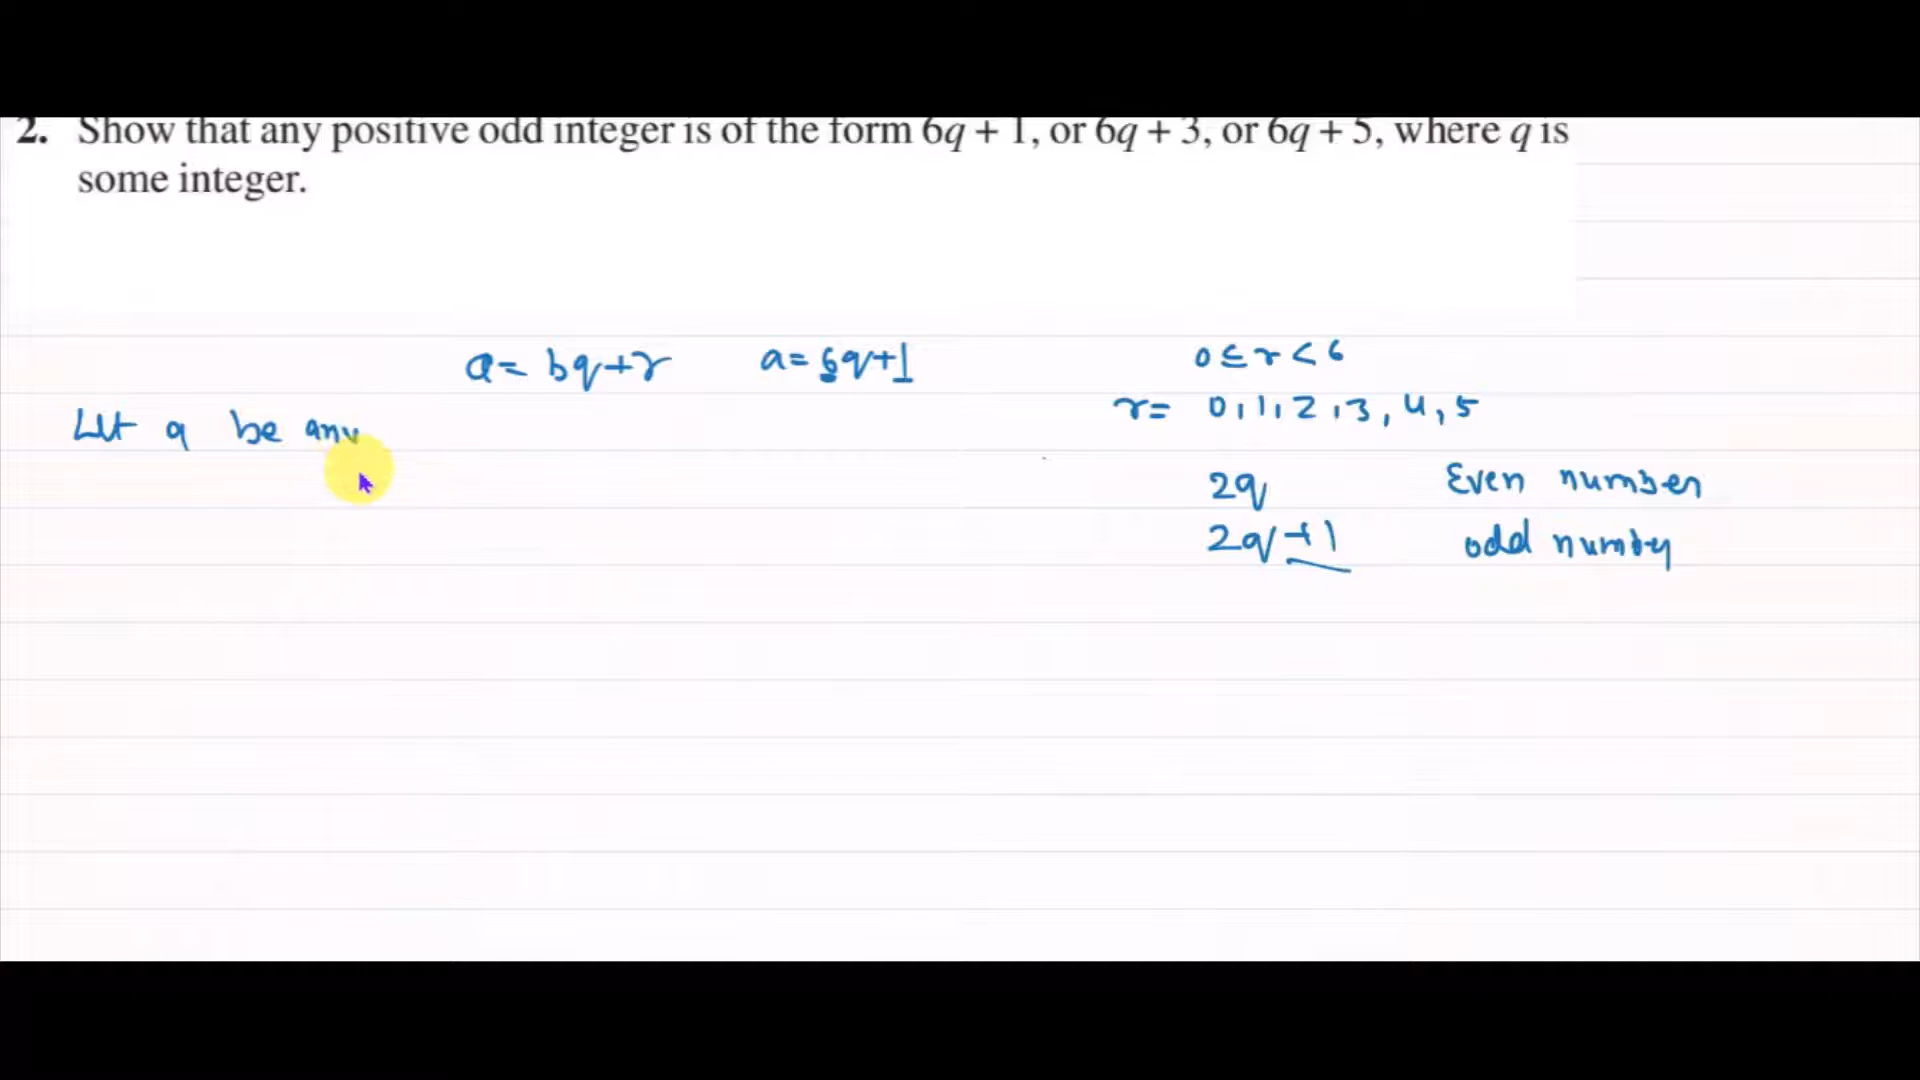 2. Show that any positive odd integer is of the form 6q + 1, or 6q + 3, or 6q + 5, where q is
some integer.
a = bq+r a = 6q+1 0 ≤ r < 6
Let a be any r = 0, 1, 2, 3, 4, 5
2q Even number
2q + 1 odd number